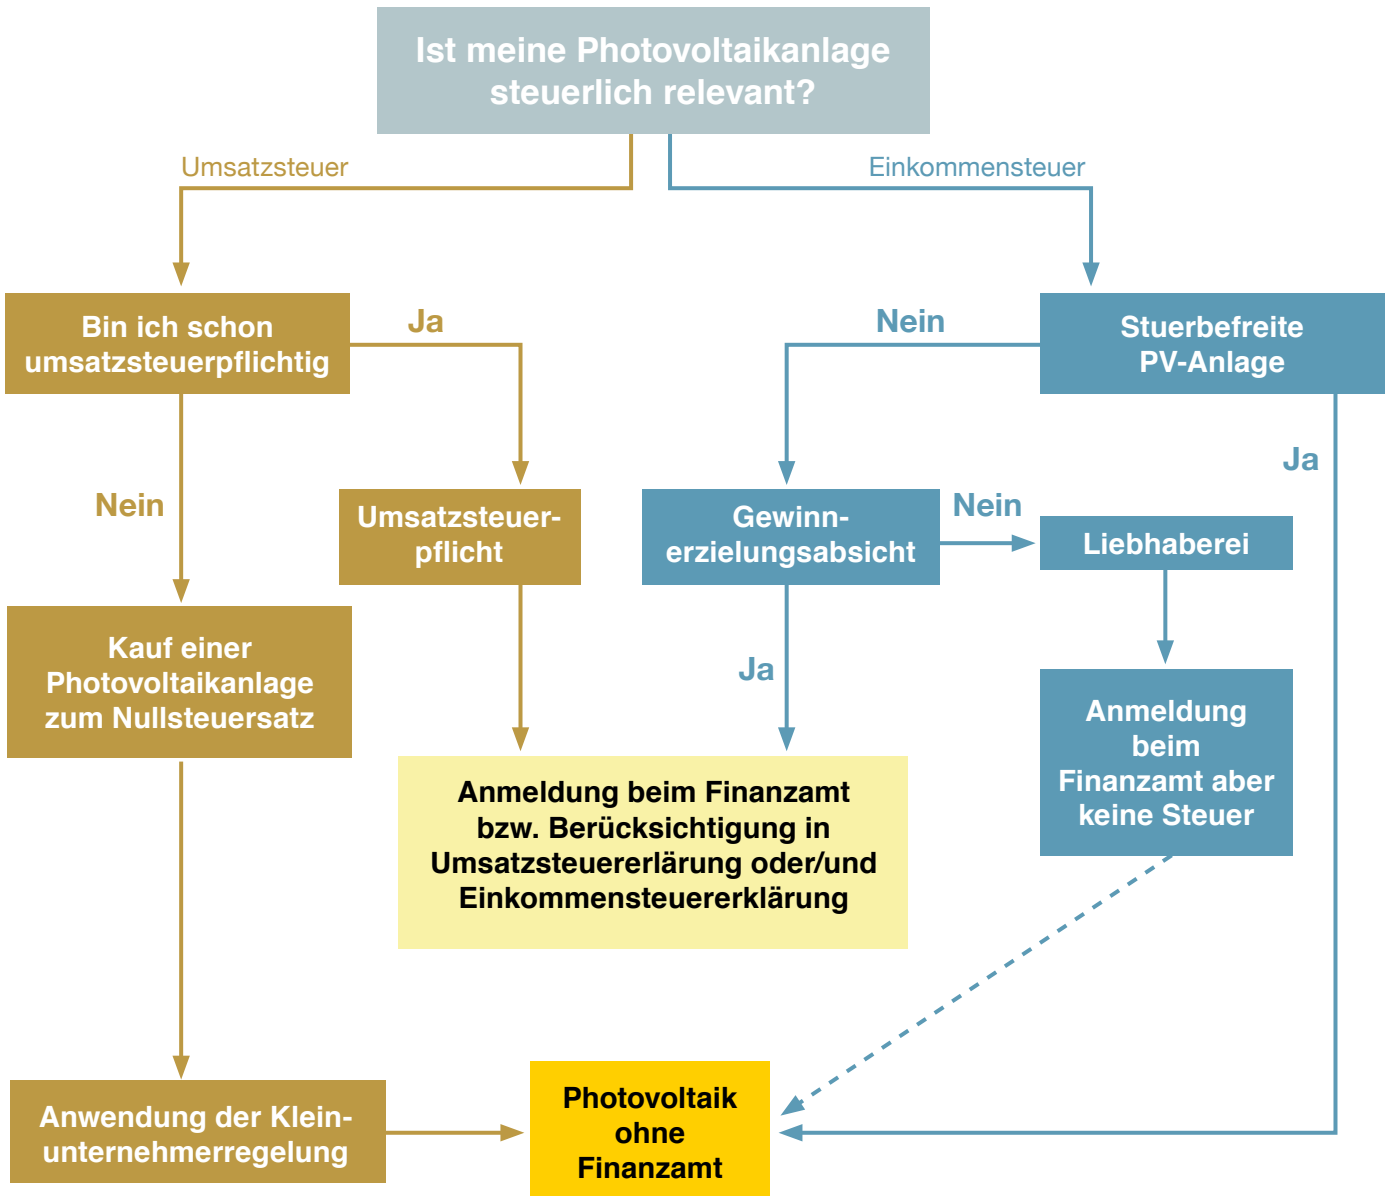 Ist meine Photovoltaikanlage
steuerlich relevant?
Umsatzsteuer
Einkommensteuer
Bin ich schon
umsatzsteuerpflichtig
Ja
Nein
Stuerbefreite
PV-Anlage
Ja
Nein
Umsatzsteuer-
pflicht
Gewinn-
erzielungsabsicht
Nein
Liebhaberei
Kauf einer
Photovoltaikanlage
zum Nullsteuersatz
Ja
Anmeldung
beim
Finanzamt aber
keine Steuer
Anmeldung beim Finanzamt
bzw. Berücksichtigung in
Umsatzsteuererlärung oder/und
Einkommensteuererklärung
Anwendung der Klein-
unternehmerregelung
Photovoltaik
ohne
Finanzamt